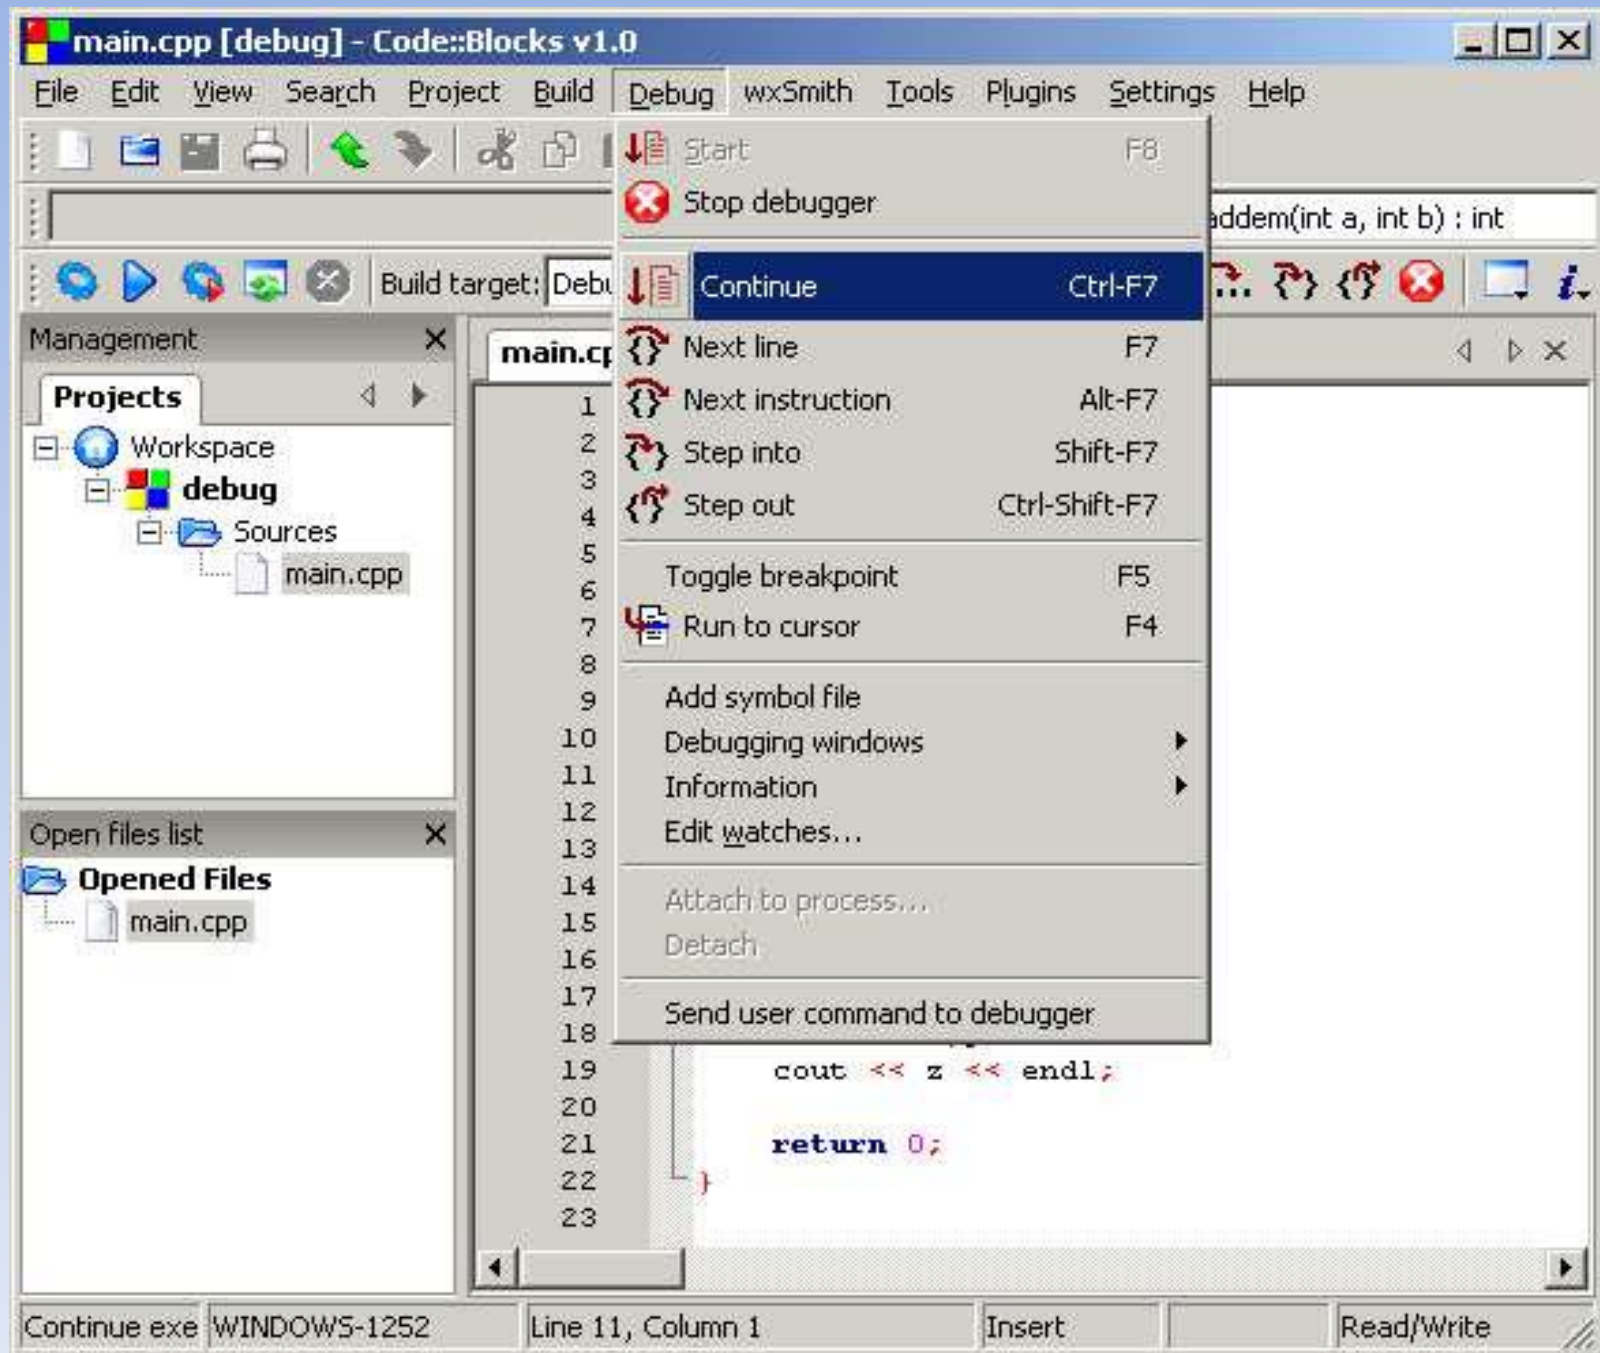 main.cpp [debug] - Code::Blocks v1.0
File Edit View Search Project Build Debug wxSmith Tools Plugins Settings Help
Start F8
Stop debugger
addem(int a, int b) : int
Build target: Debu
Continue Ctrl-F7
Management
main.cp
Next line F7
Projects
Next instruction Alt-F7
Workspace
Step into Shift-F7
debug
Step out Ctrl-Shift-F7
Sources
main.cpp
Toggle breakpoint F5
Run to cursor F4
Add symbol file
Debugging windows
Information
Edit watches...
Open files list
Opened Files
main.cpp
Attach to process...
Detach
Send user command to debugger
1
2
3
4
5
6
7
8
9
10
11
12
13
14
15
16
17
18
19 cout << z << endl;
20
21 return 0;
22 }
23
Continue exe WINDOWS-1252 Line 11, Column 1 Insert Read/Write